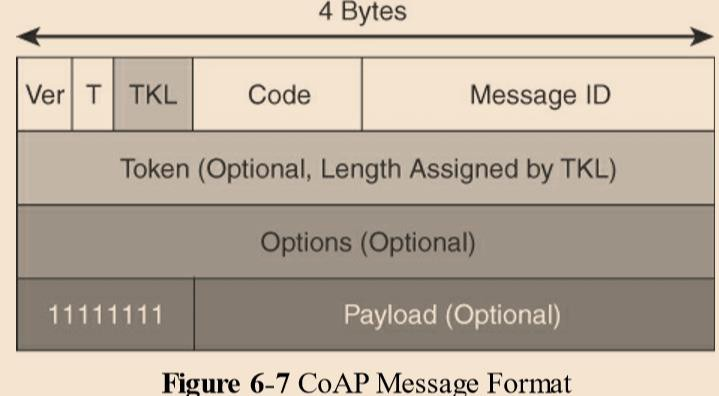 4 Bytes
Ver T TKL Code Message ID
Token (Optional, Length Assigned by TKL)
Options (Optional)
11111111 Payload (Optional)
Figure 6-7 CoAP Message Format